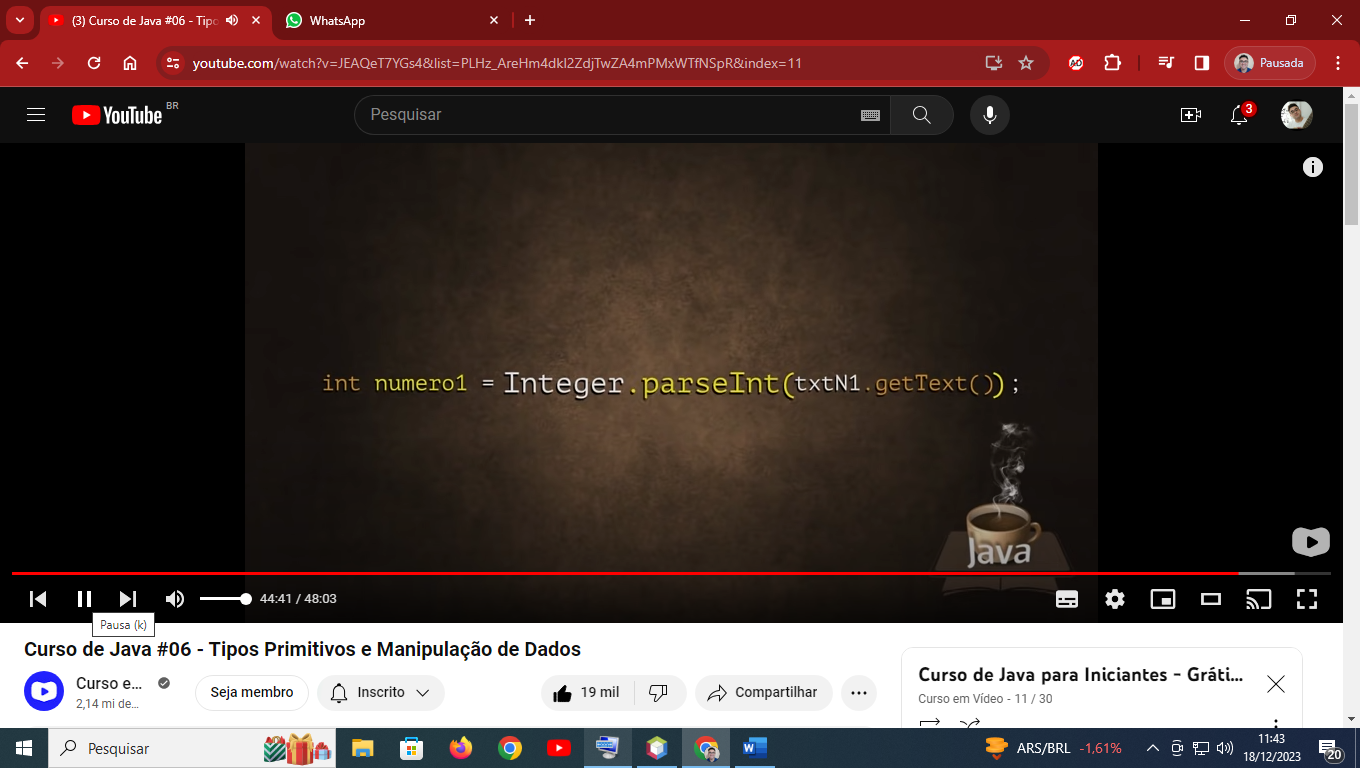 (3) Curso de Java #06 - Tipo
WhatsApp
youtube.com/watch?v=JEAQeT7YGs4&list=PLHz_AreHm4dkI2ZdjTwZA4mPMxWTfNSpR&index=11
Pausada
YouTube BR
Pesquisar
3
int numero1 = Integer.parseInt(txtN1.getText());
Java
44:41 / 48:03
Pausa (k)
Curso de Java #06 - Tipos Primitivos e Manipulação de Dados
Curso e...
2,14 mi de...
Seja membro
Inscrito
19 mil
Compartilhar
Curso de Java para Iniciantes - Gráti...
Curso em Vídeo - 11 / 30
Pesquisar
ARS/BRL -1,61%
11:43
18/12/2023
20